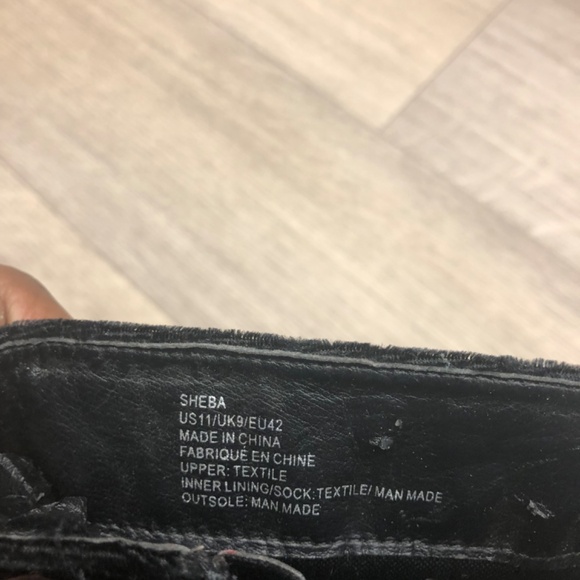 SHEBA
US11/UK9/EU42
MADE IN CHINA
FABRIQUÉ EN CHINE
UPPER: TEXTILE
INNER LINING/SOCK:TEXTILE/ MAN MADE
OUTSOLE: MAN MADE